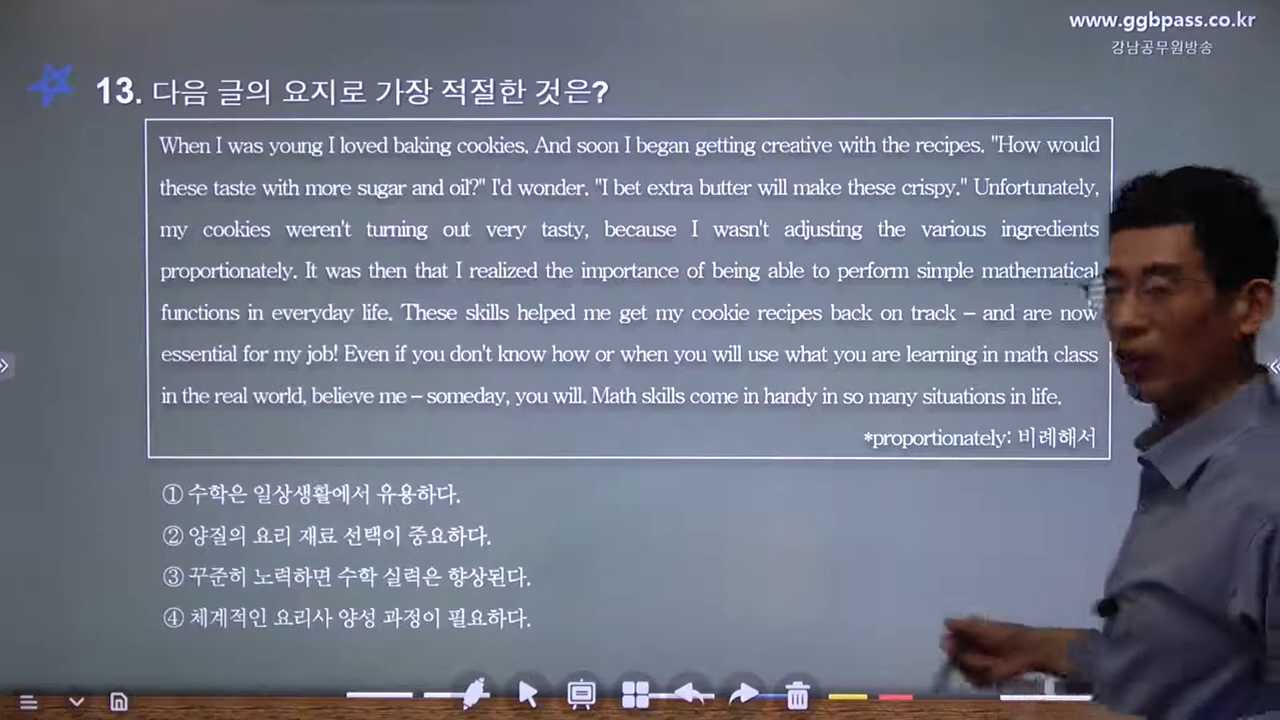 www.ggbpass.co.kr
강남공무원방송
13. 다음 글의 요지로 가장 적절한 것은?
When I was young I loved baking cookies. And soon I began getting creative with the recipes. "How would
these taste with more sugar and oil?" I'd wonder. "I bet extra butter will make these crispy." Unfortunately,
my cookies weren't turning out very tasty, because I wasn't adjusting the various ingredients
proportionately. It was then that I realized the importance of being able to perform simple mathematical
functions in everyday life. These skills helped me get my cookie recipes back on track – and are now
essential for my job! Even if you don't know how or when you will use what you are learning in math class
in the real world, believe me – someday, you will. Math skills come in handy in so many situations in life.
*proportionately: 비례해서
① 수학은 일상생활에서 유용하다.
② 양질의 요리 재료 선택이 중요하다.
③ 꾸준히 노력하면 수학 실력은 향상된다.
④ 체계적인 요리사 양성 과정이 필요하다.